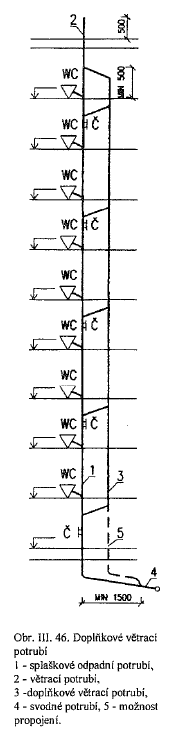 2
500
WC
MIN 500
WC
Č
WC
WC
Č
WC
WC
Č
WC
WC
Č
WC
1
3
Č
5
4
MIN 1500
Obr. III. 46. Doplňkové větrací
potrubí
1 - splaškové odpadní potrubí,
2 - větrací potrubí,
3 -doplňkové větrací potrubí,
4 - svodné potrubí, 5 - možnost
propojení.